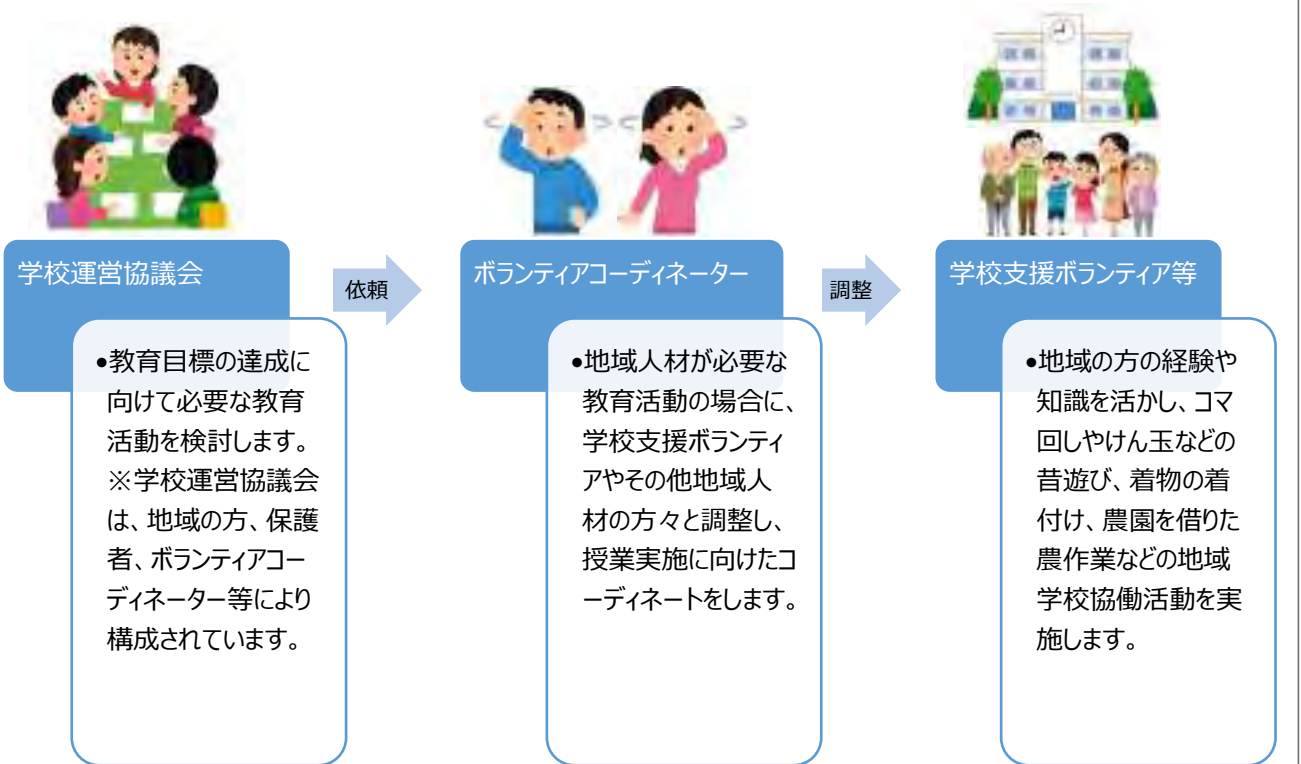 学校運営協議会
•教育目標の達成に
向けて必要な教育
活動を検討します。
※学校運営協議会
は、地域の方、保護
者、ボランティアコー
ディネーター等により
構成されています。
依頼
ボランティアコーディネーター
•地域人材が必要な
教育活動の場合に、
学校支援ボランティ
アやその他地域人
材の方々と調整し、
授業実施に向けたコ
ーディネートをします。
調整
学校支援ボランティア等
•地域の方の経験や
知識を活かし、コマ
回しやけん玉などの
昔遊び、着物の着
付け、農園を借りた
農作業などの地域
学校協働活動を実
施します。